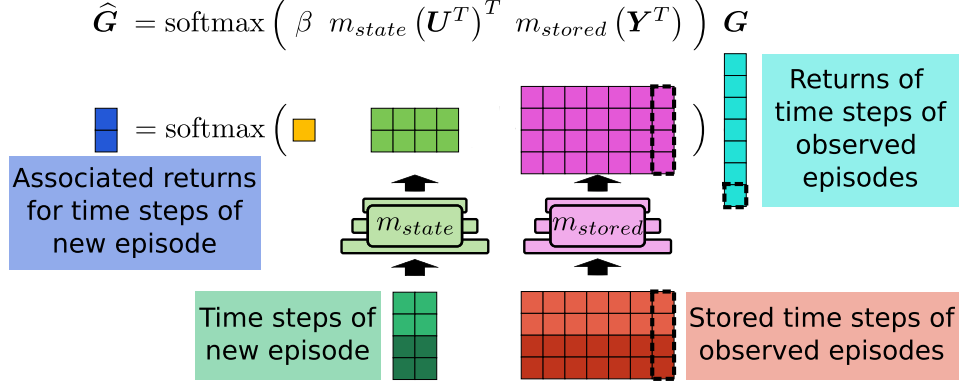 Ĝ = softmax ( β m_state (U^T)^T m_stored (Y^T) ) G
= softmax ( )
Returns of
time steps of
observed
episodes
Associated returns
for time steps of
new episode
m_state
m_stored
Time steps of
new episode
Stored time steps of
observed episodes